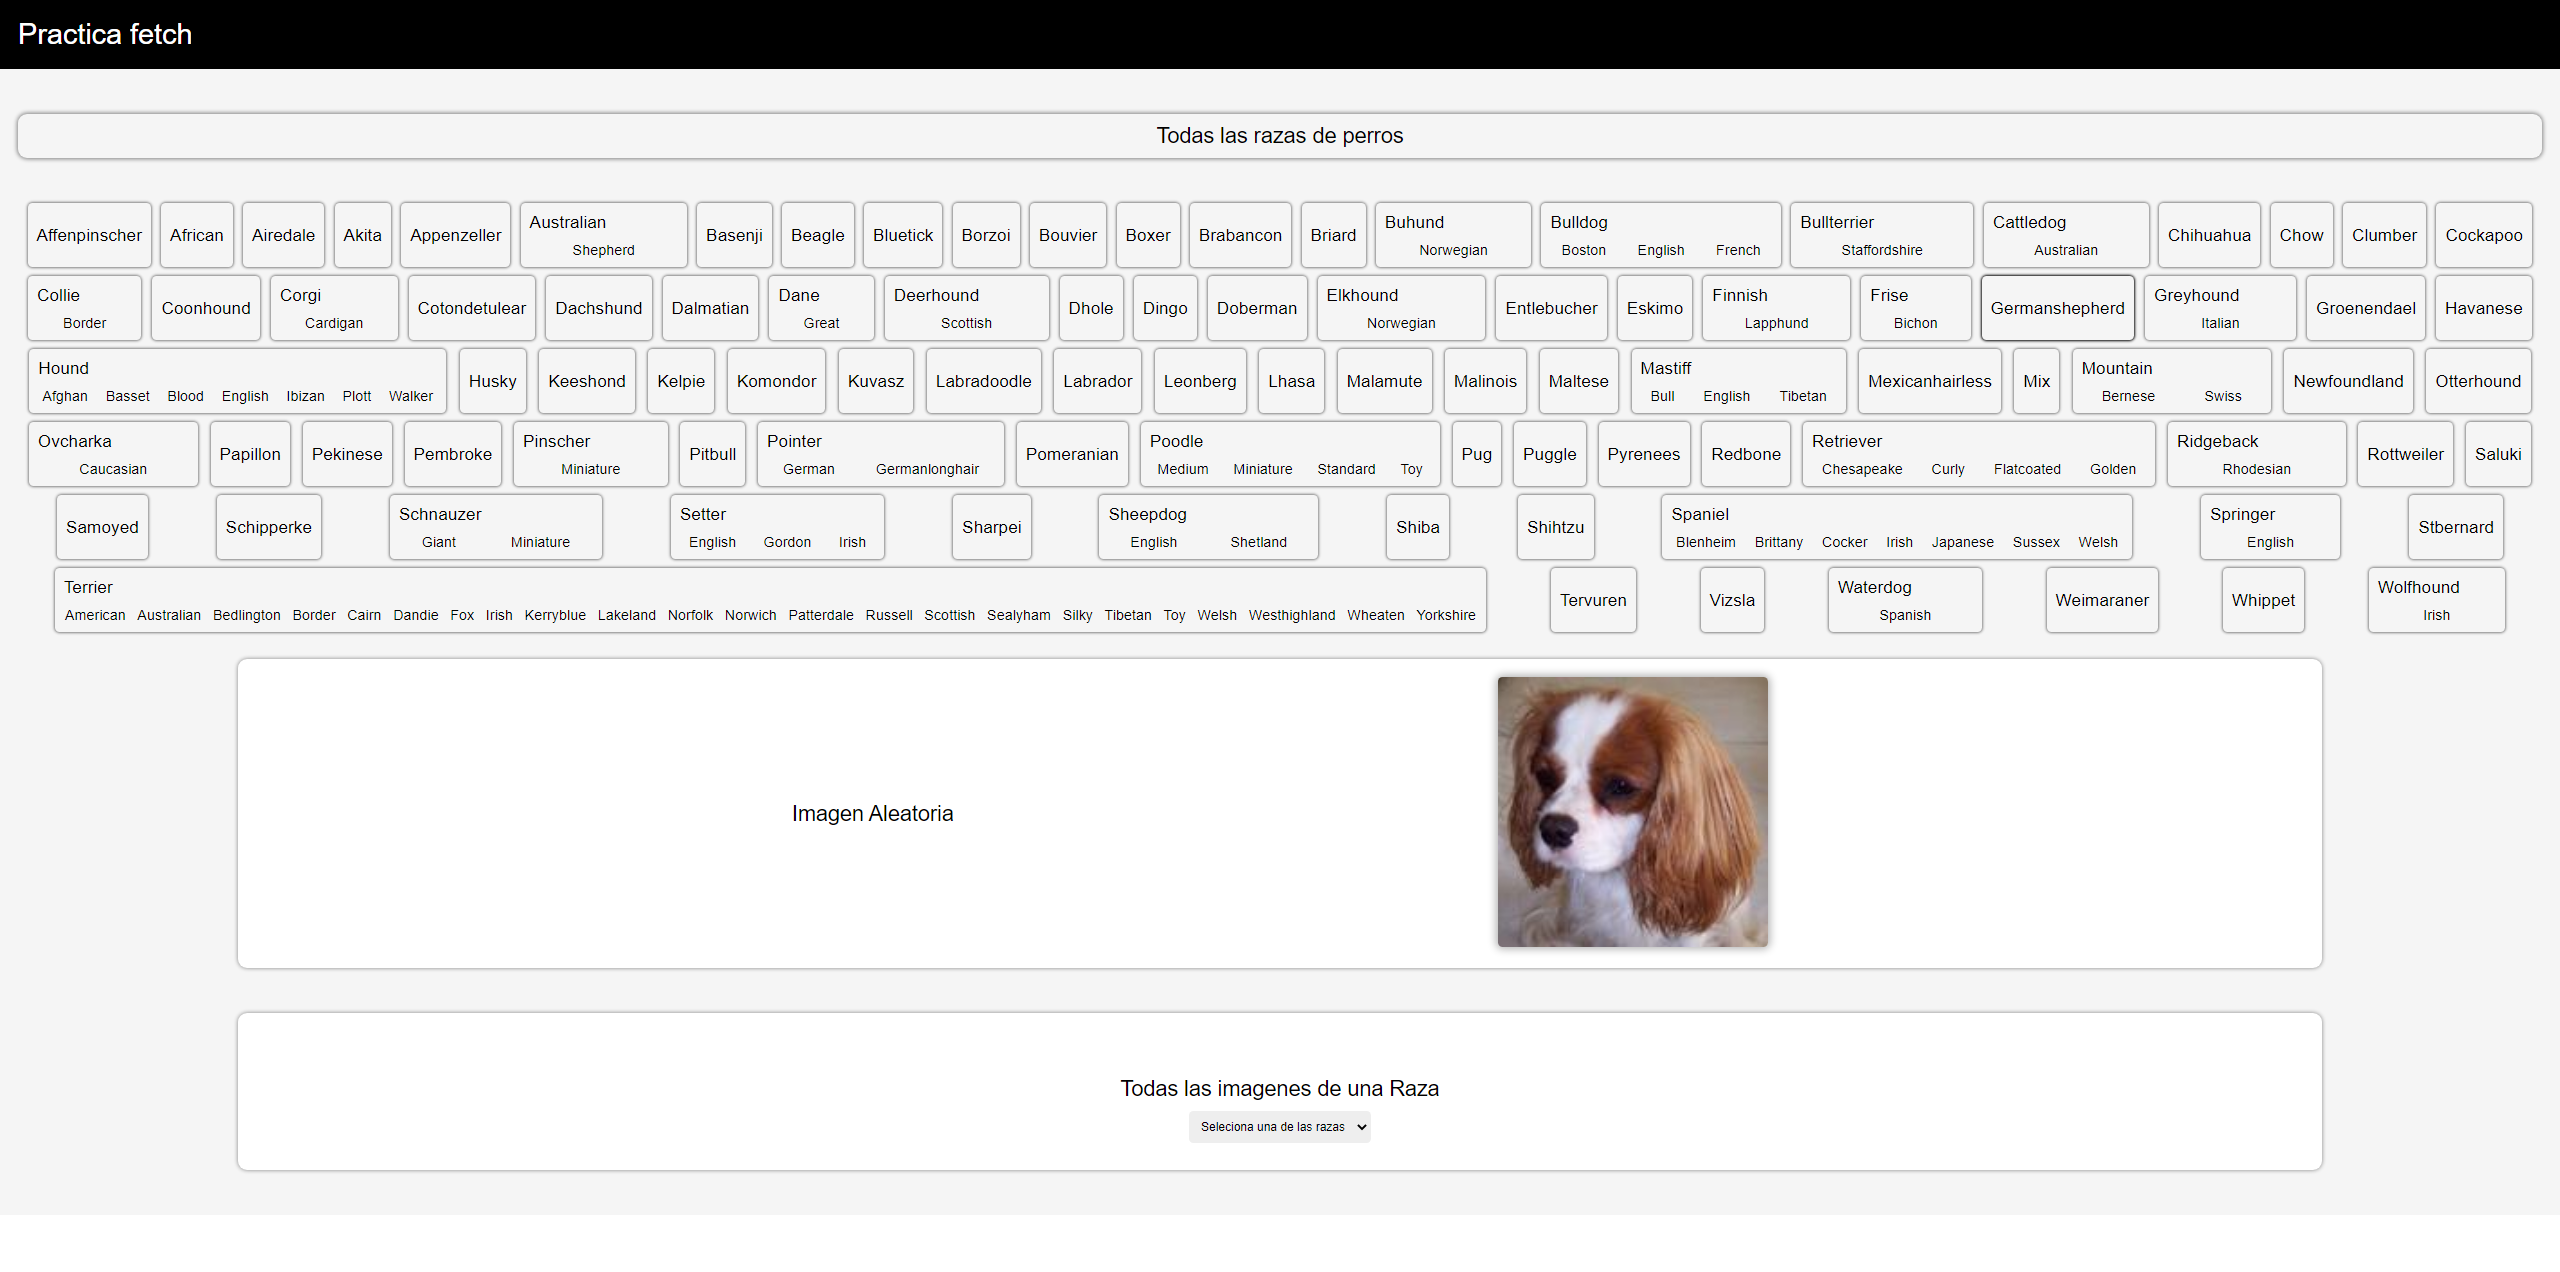 Practica fetch
Todas las razas de perros
Affenpinscher African Airedale Akita Appenzeller Australian Basenji Beagle Bluetick Borzoi Bouvier Boxer Brabancon Briard Buhund Bulldog Bullterrier Cattledog Chihuahua Chow Clumber Cockapoo
Shepherd Norwegian Boston English French Staffordshire Australian
Collie Coonhound Corgi Cotondetulear Dachshund Dalmatian Dane Deerhound Dhole Dingo Doberman Elkhound Entlebucher Eskimo Finnish Frise Germanshepherd Greyhound Groenendael Havanese
Border Cardigan Great Scottish Norwegian Lapphund Bichon Italian
Hound Husky Keeshond Kelpie Komondor Kuvasz Labradoodle Labrador Leonberg Lhasa Malamute Malinois Maltese Mastiff Mexicanhairless Mix Mountain Newfoundland Otterhound
Afghan Basset Blood English Ibizan Plott Walker Bull English Tibetan Bernese Swiss
Ovcharka Papillon Pekinese Pembroke Pinscher Pitbull Pointer Pomeranian Poodle Pug Puggle Pyrenees Redbone Retriever Ridgeback Rottweiler Saluki
Caucasian Miniature German Germanlonghair Medium Miniature Standard Toy Chesapeake Curly Flatcoated Golden Rhodesian
Samoyed Schipperke Schnauzer Setter Sharpei Sheepdog Shiba Shihtzu Spaniel Springer Stbernard
Giant Miniature English Gordon Irish English Shetland Blenheim Brittany Cocker Irish Japanese Sussex Welsh English
Terrier Tervuren Vizsla Waterdog Weimaraner Whippet Wolfhound
American Australian Bedlington Border Cairn Dandie Fox Irish Kerryblue Lakeland Norfolk Norwich Patterdale Russell Scottish Sealyham Silky Tibetan Toy Welsh Westhighland Wheaten Yorkshire Spanish Irish
Imagen Aleatoria
Todas las imagenes de una Raza
Seleciona una de las razas